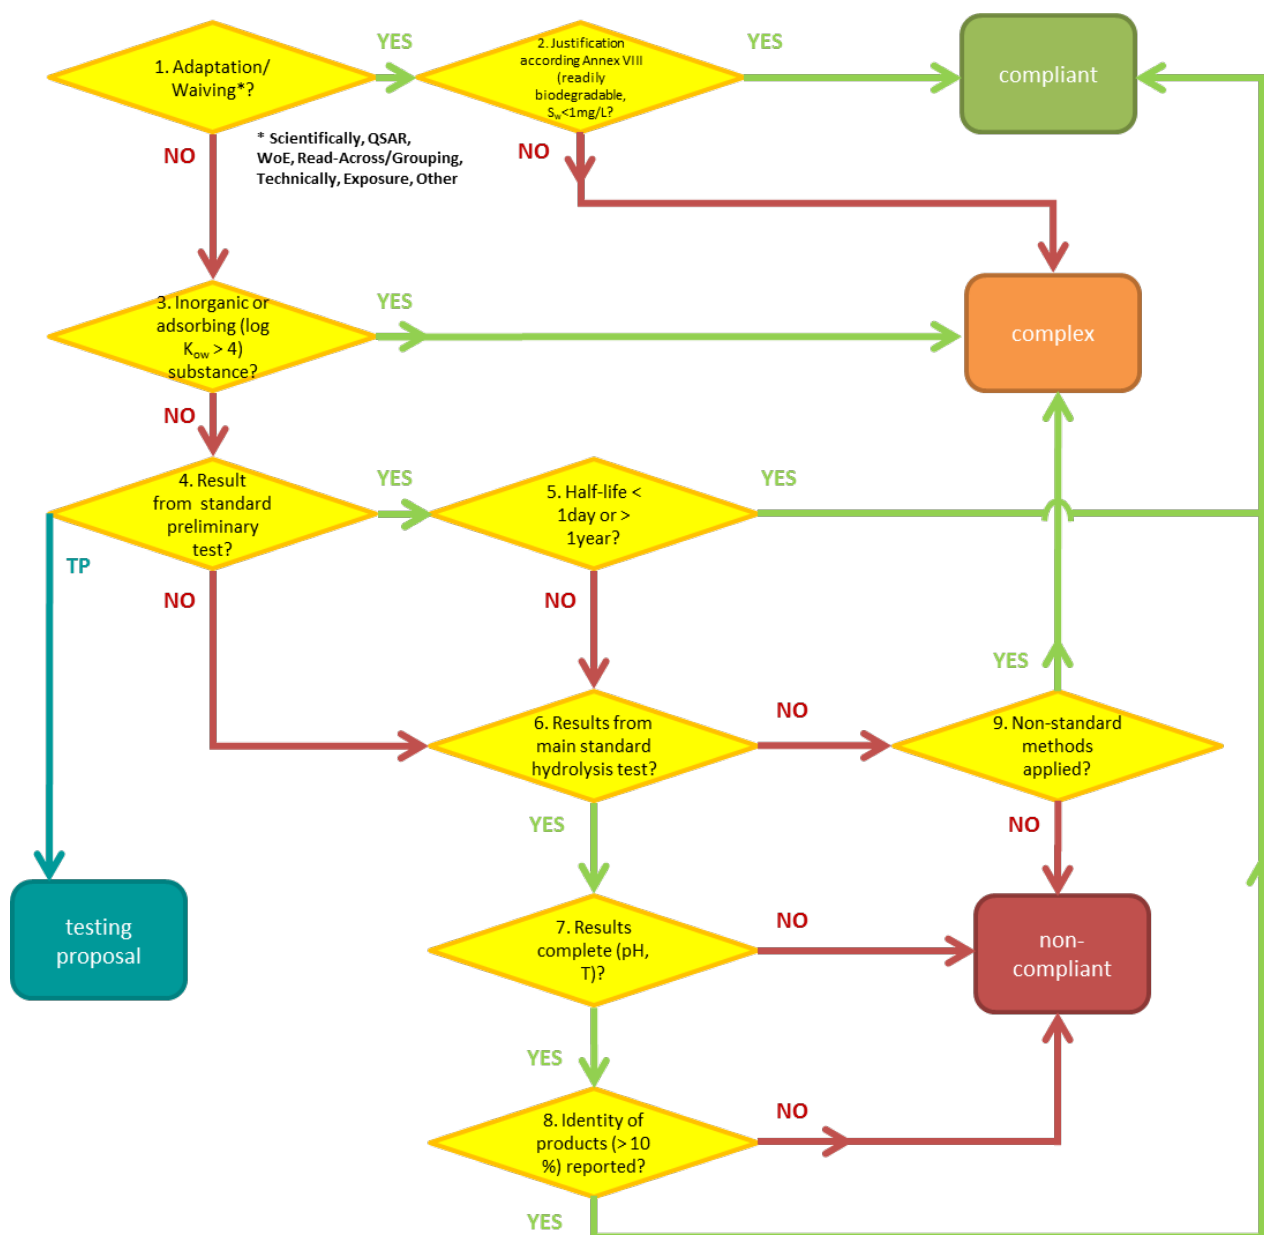 1. Adaptation/
Waiving*?
YES
2. Justification
according Annex VIII
(readily
biodegradable,
Sw<1mg/L?
YES
compliant
NO
* Scientifically, QSAR,
WoE, Read-Across/Grouping,
Technically, Exposure, Other
NO
3. Inorganic or
adsorbing (log
Kow > 4)
substance?
YES
complex
NO
4. Result
from standard
preliminary
test?
YES
5. Half-life <
1day or >
1year?
YES
TP
NO
NO
6. Results from
main standard
hydrolysis test?
NO
YES
9. Non-standard
methods
applied?
YES
NO
testing
proposal
7. Results
complete (pH,
T)?
NO
non-
compliant
YES
8. Identity of
products (> 10
%) reported?
NO
YES